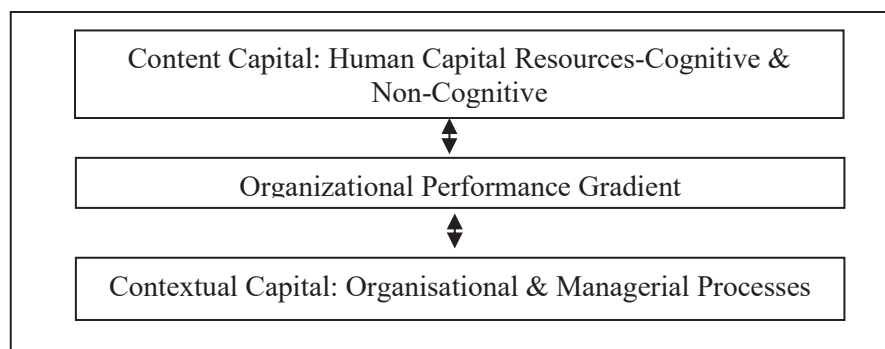 Content Capital: Human Capital Resources-Cognitive &
Non-Cognitive
Organizational Performance Gradient
Contextual Capital: Organisational & Managerial Processes